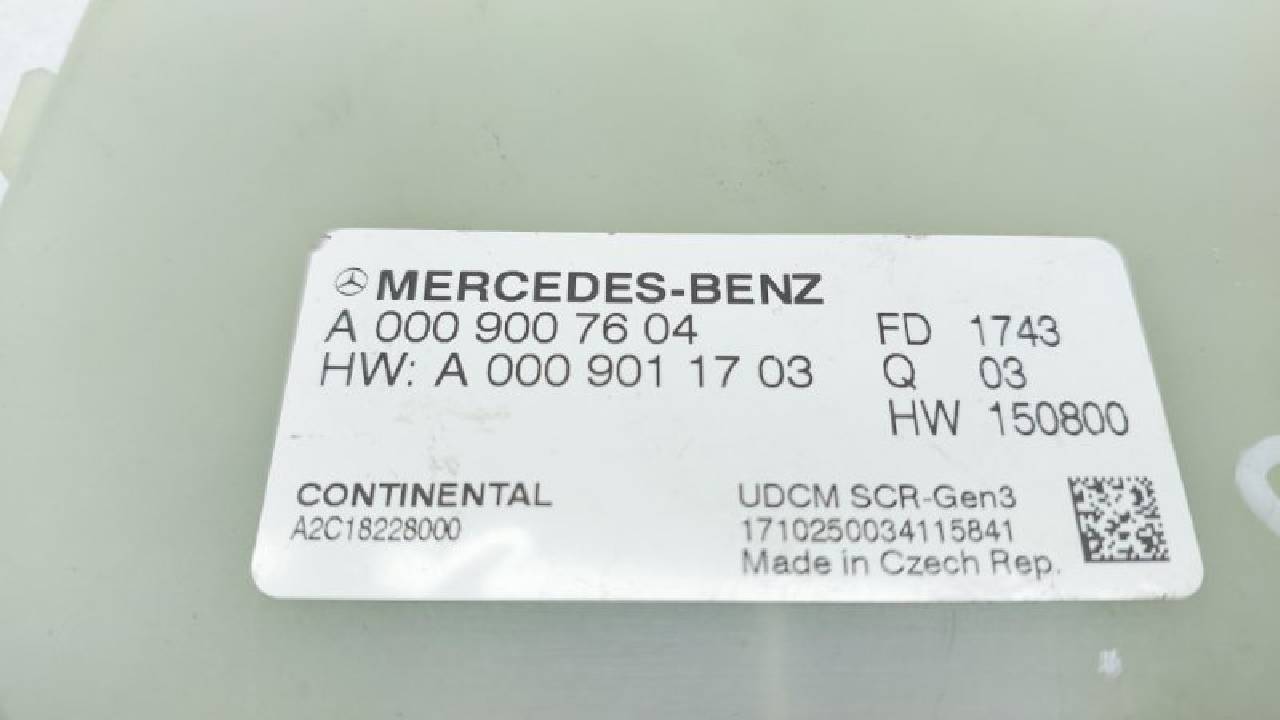 MERCEDES-BENZ
A 000 900 76 04
HW: A 000 901 17 03
FD 1743
Q 03
HW 150800
CONTINENTAL
A2C18228000
UDCM SCR-Gen3
1710250034115841
Made in Czech Rep.